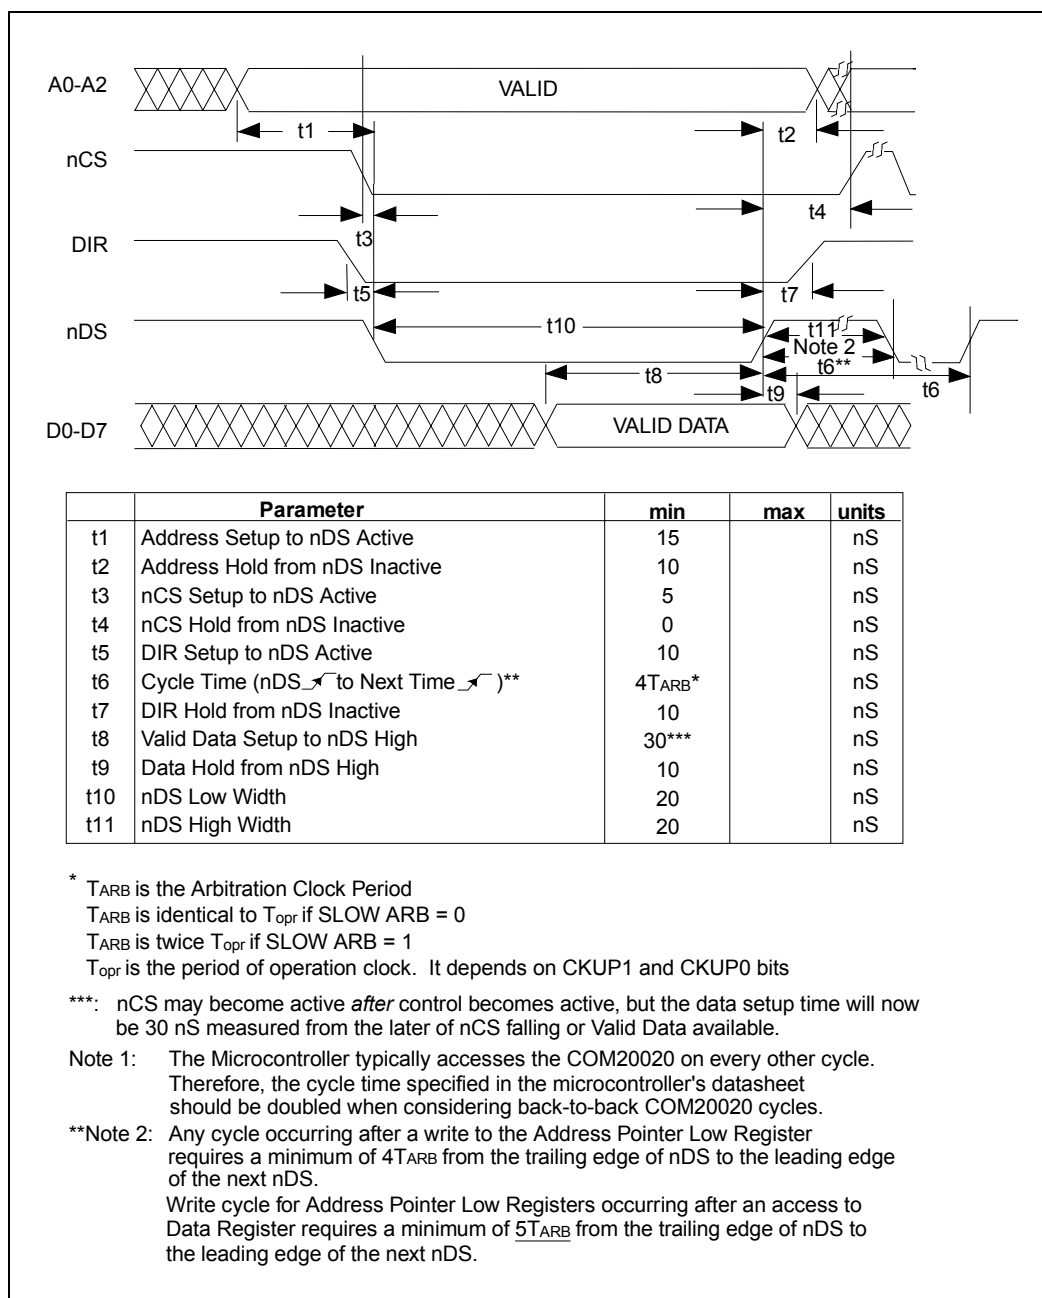 A0-A2
VALID
t1
t2
nCS
t3
t4
DIR
t5
t7
nDS
t10
t11
Note 2
t6**
t8
t9
t6
D0-D7
VALID DATA
Parameter min max units
t1 Address Setup to nDS Active 15 nS
t2 Address Hold from nDS Inactive 10 nS
t3 nCS Setup to nDS Active 5 nS
t4 nCS Hold from nDS Inactive 0 nS
t5 DIR Setup to nDS Active 10 nS
t6 Cycle Time (nDS to Next Time )** 4TARB* nS
t7 DIR Hold from nDS Inactive 10 nS
t8 Valid Data Setup to nDS High 30*** nS
t9 Data Hold from nDS High 10 nS
t10 nDS Low Width 20 nS
t11 nDS High Width 20 nS
* TARB is the Arbitration Clock Period
TARB is identical to Topr if SLOW ARB = 0
TARB is twice Topr if SLOW ARB = 1
Topr is the period of operation clock. It depends on CKUP1 and CKUP0 bits
***: nCS may become active after control becomes active, but the data setup time will now
be 30 nS measured from the later of nCS falling or Valid Data available.
Note 1: The Microcontroller typically accesses the COM20020 on every other cycle.
Therefore, the cycle time specified in the microcontroller's datasheet
should be doubled when considering back-to-back COM20020 cycles.
**Note 2: Any cycle occurring after a write to the Address Pointer Low Register
requires a minimum of 4TARB from the trailing edge of nDS to the leading edge
of the next nDS.
Write cycle for Address Pointer Low Registers occurring after an access to
Data Register requires a minimum of 5TARB from the trailing edge of nDS to
the leading edge of the next nDS.